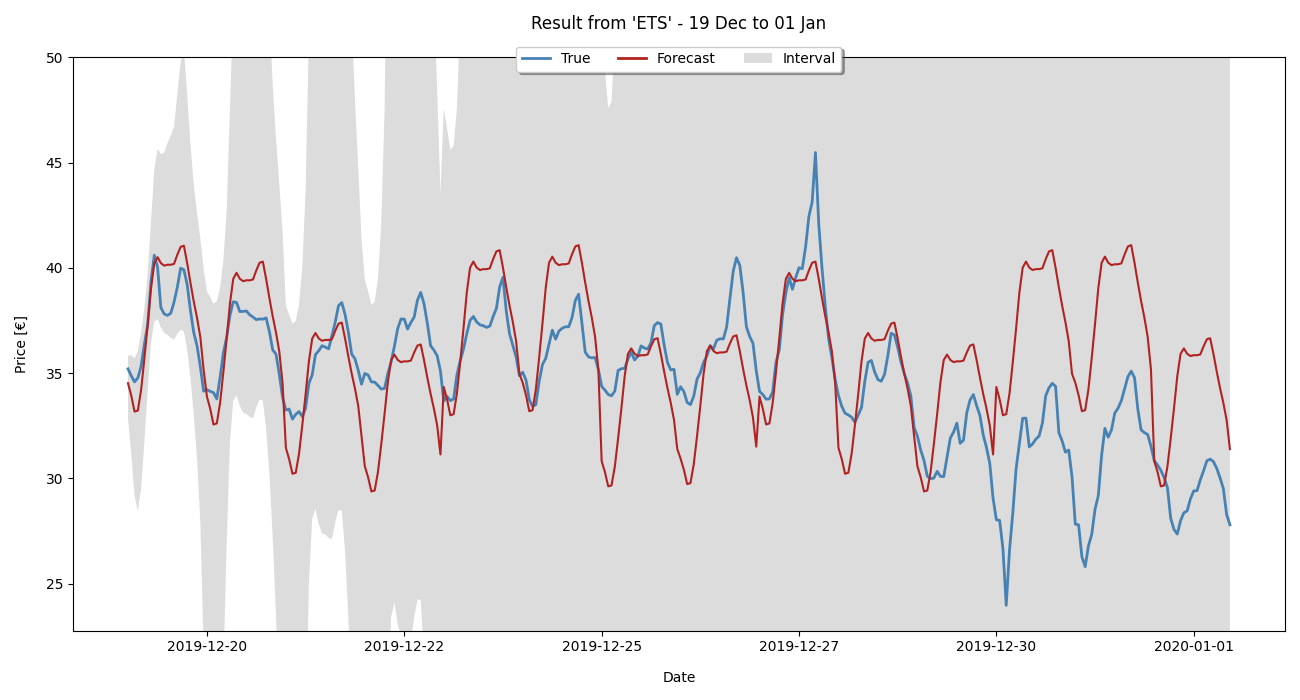 Result from 'ETS' - 19 Dec to 01 Jan
True Forecast Interval
50
45
40
35
30
25
Price [€]
2019-12-20 2019-12-22 2019-12-25 2019-12-27 2019-12-30 2020-01-01
Date